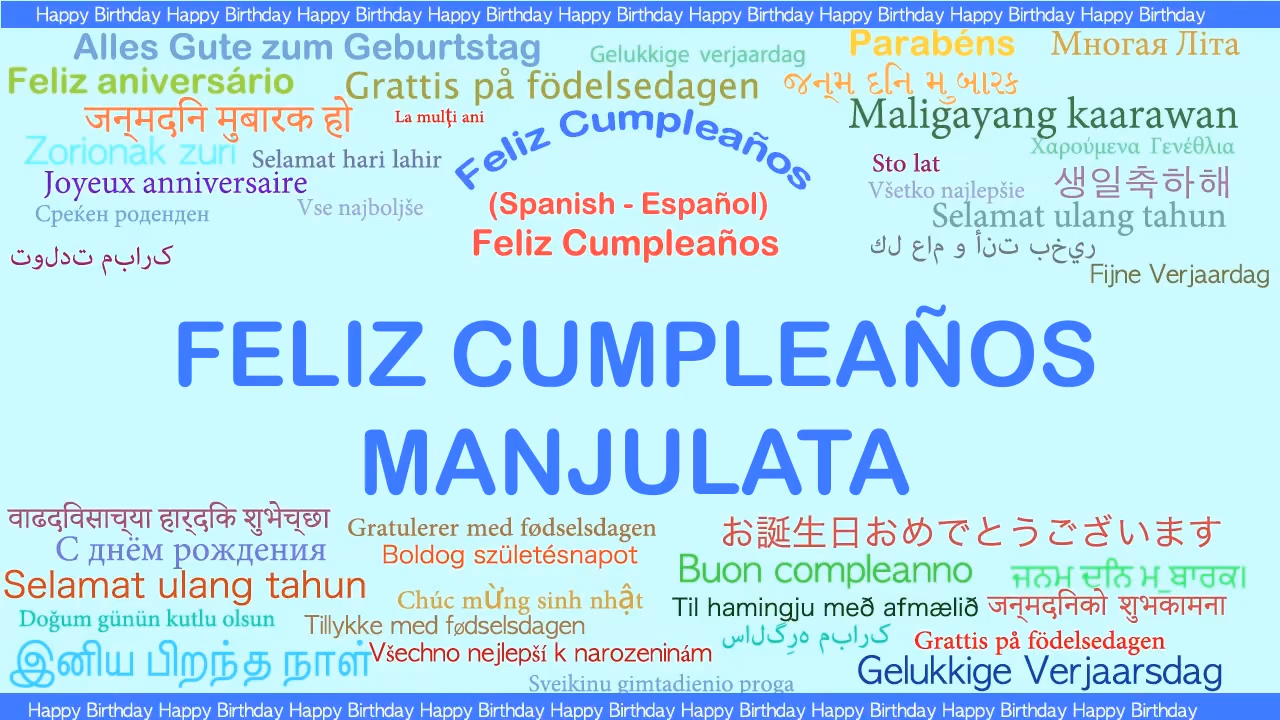 Happy Birthday Happy Birthday Happy Birthday Happy Birthday Happy Birthday Happy Birthday Happy Birthday Happy Birthday Happy Birthday
Alles Gute zum Geburtstag
Gelukkige verjaardag
Parabéns
Многая Літа
Feliz aniversário
Grattis på födelsedagen
જન્મ દનિ મુ બારક
जन्मदनि मुबारक हो
La mulţi ani
Feliz Cumpleaños
Maligayang kaarawan
Zorionak zuri
Selamat hari lahir
Sto lat
Χαρούμενα Γενέθλια
Joyeux anniversaire
(Spanish - Español)
Všetko najlepšie
생일축하해
Среќен роденден
Vse najboljše
Feliz Cumpleaños
Selamat ulang tahun
تولدت مبارک
كل عام و أنت بخير
Fijne Verjaardag
FELIZ CUMPLEAÑOS
MANJULATA
वाढदविसाच्या हार्दकि शुभेच्छा
Gratulerer med fødselsdagen
お誕生日おめでとうございます
С днём рождения
Boldog születésnapot
Buon compleanno
ਜਨਮ ਦਨਿ ਮੁਬਾਰਕ।
Selamat ulang tahun
Chúc mừng sinh nhật
Til hamingju með afmælið
जन्मदनिको शुभकामना
Doğum günün kutlu olsun
Tillykke med fødselsdagen
سالگرہ مبارک
Grattis på födelsedagen
இனிய பிறந்த நாள்
Všechno nejlepší k narozeninám
Gelukkige Verjaarsdag
Sveikinu gimtadienio proga
Happy Birthday Happy Birthday Happy Birthday Happy Birthday Happy Birthday Happy Birthday Happy Birthday Happy Birthday Happy Birthday